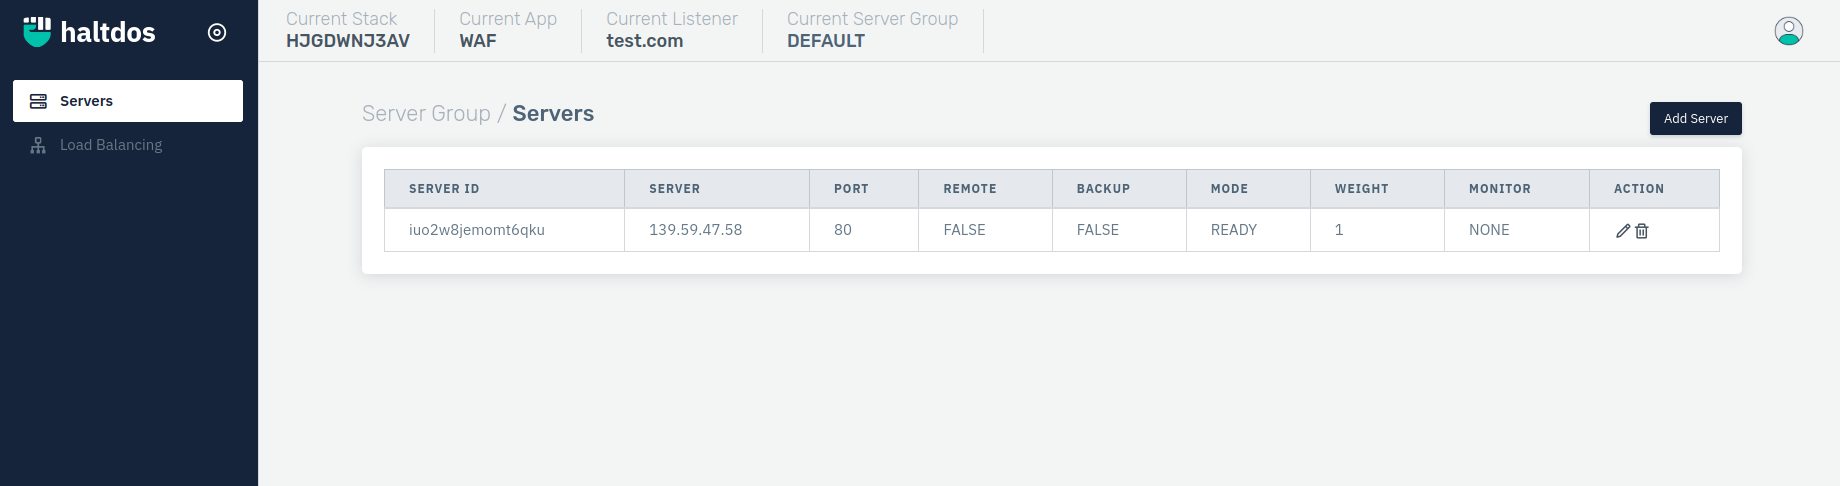 haltdos
Current Stack
HJGDWNJ3AV
Current App
WAF
Current Listener
test.com
Current Server Group
DEFAULT
Servers
Load Balancing
Server Group / Servers
Add Server
SERVER ID SERVER PORT REMOTE BACKUP MODE WEIGHT MONITOR ACTION
iuo2w8jemomt6qku 139.59.47.58 80 FALSE FALSE READY 1 NONE